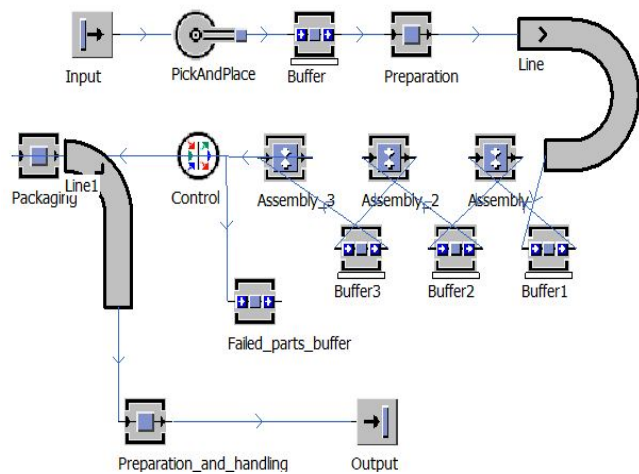 Input
PickAndPlace
Buffer
Preparation
Line
Packaging
Line1
Control
Assembly_3
Assembly_2
Assembly
Buffer3
Buffer2
Buffer1
Failed_parts_buffer
Preparation_and_handling
Output